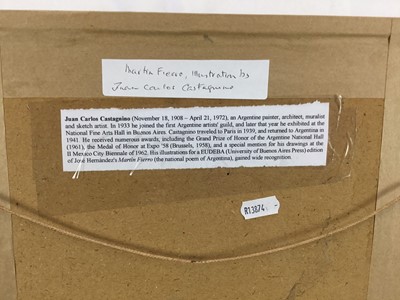 Martin Fierro, Illustration by
Juan Carlos Castagnino
Juan Carlos Castagnino (November 18, 1908 – April 21, 1972), an Argentine painter, architect, muralist
and sketch artist. In 1933 he joined the first Argentine artists' guild, and later that year he exhibited at the
National Fine Arts Hall in Buenos Aires. Castagnino traveled to Paris in 1939, and returned to Argentina in
1941. He received numerous awards, including the Grand Prize of Honor of the Argentine National Hall
(1961), the Medal of Honor at Expo '58 (Brussels, 1958), and a special mention for his drawings at the
II Mexico City Biennale of 1962. His illustrations for a EUDEBA (University of Buenos Aires Press) edition
of José Hernández's Martín Fierro (the national poem of Argentina), gained wide recognition.
R13874 :-